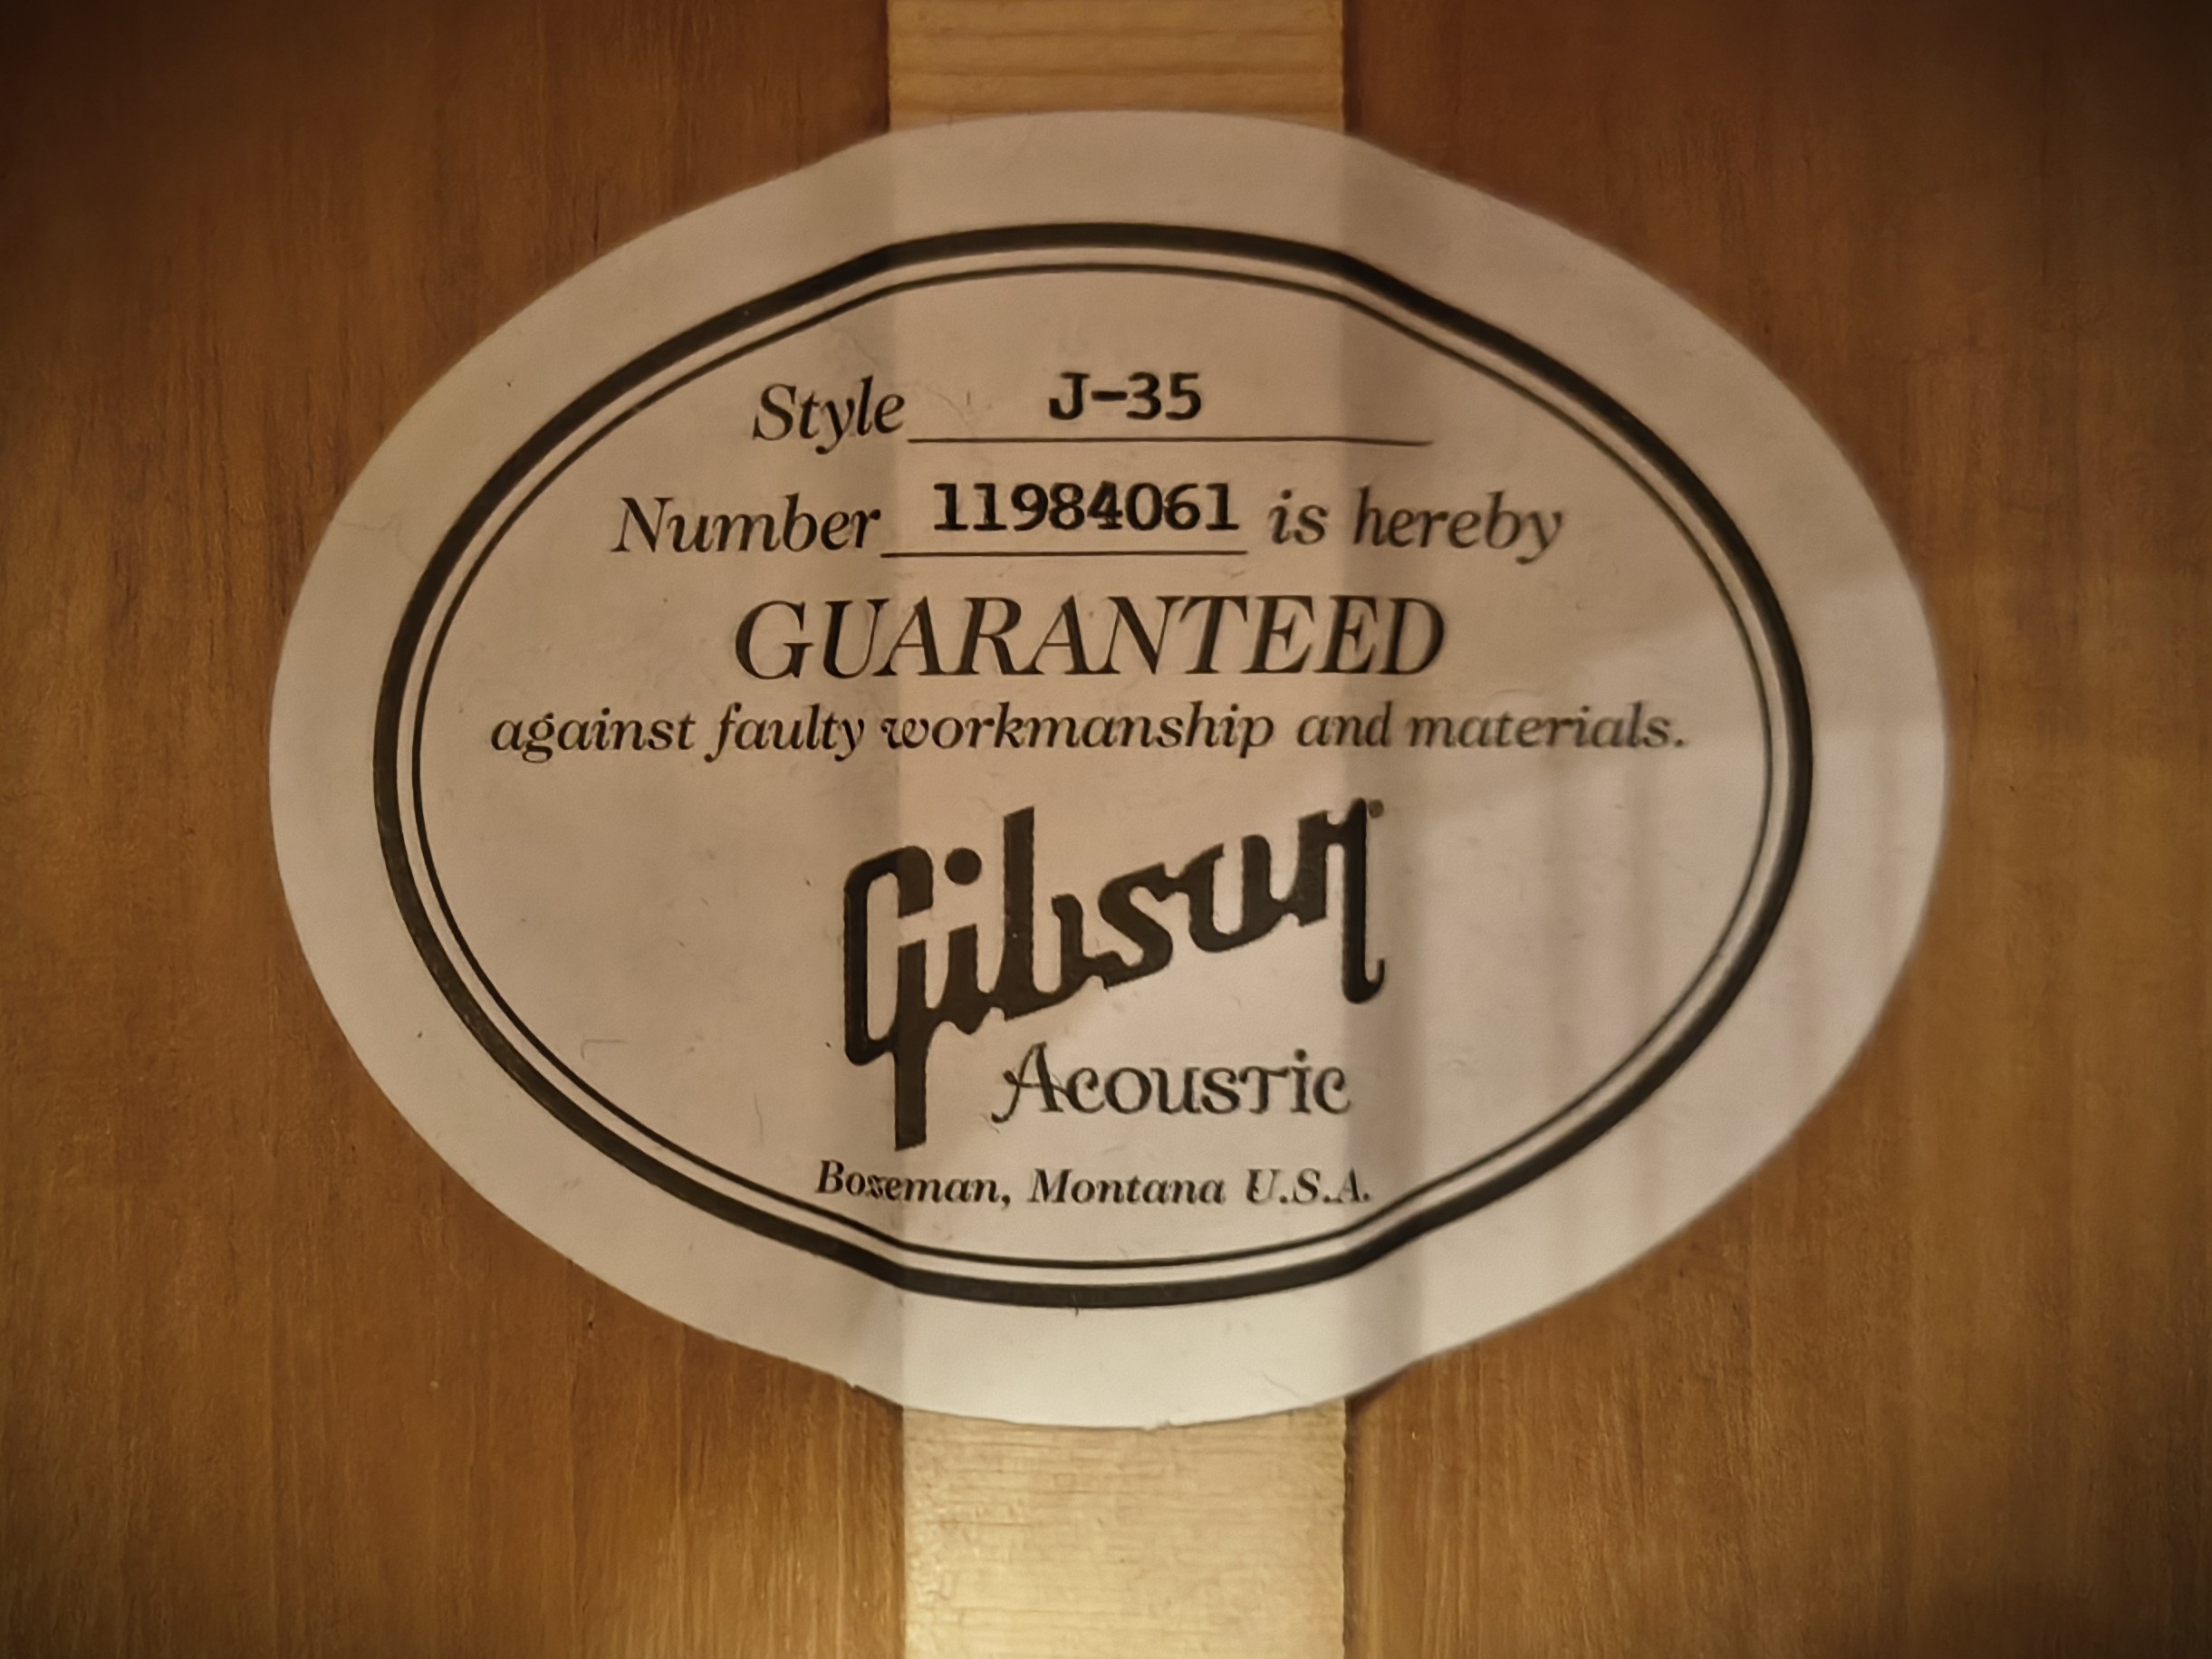 Style J-35
Number 11984061 is hereby
GUARANTEED
against faulty workmanship and materials.
Gibson
Acoustic
Bozeman, Montana U.S.A.